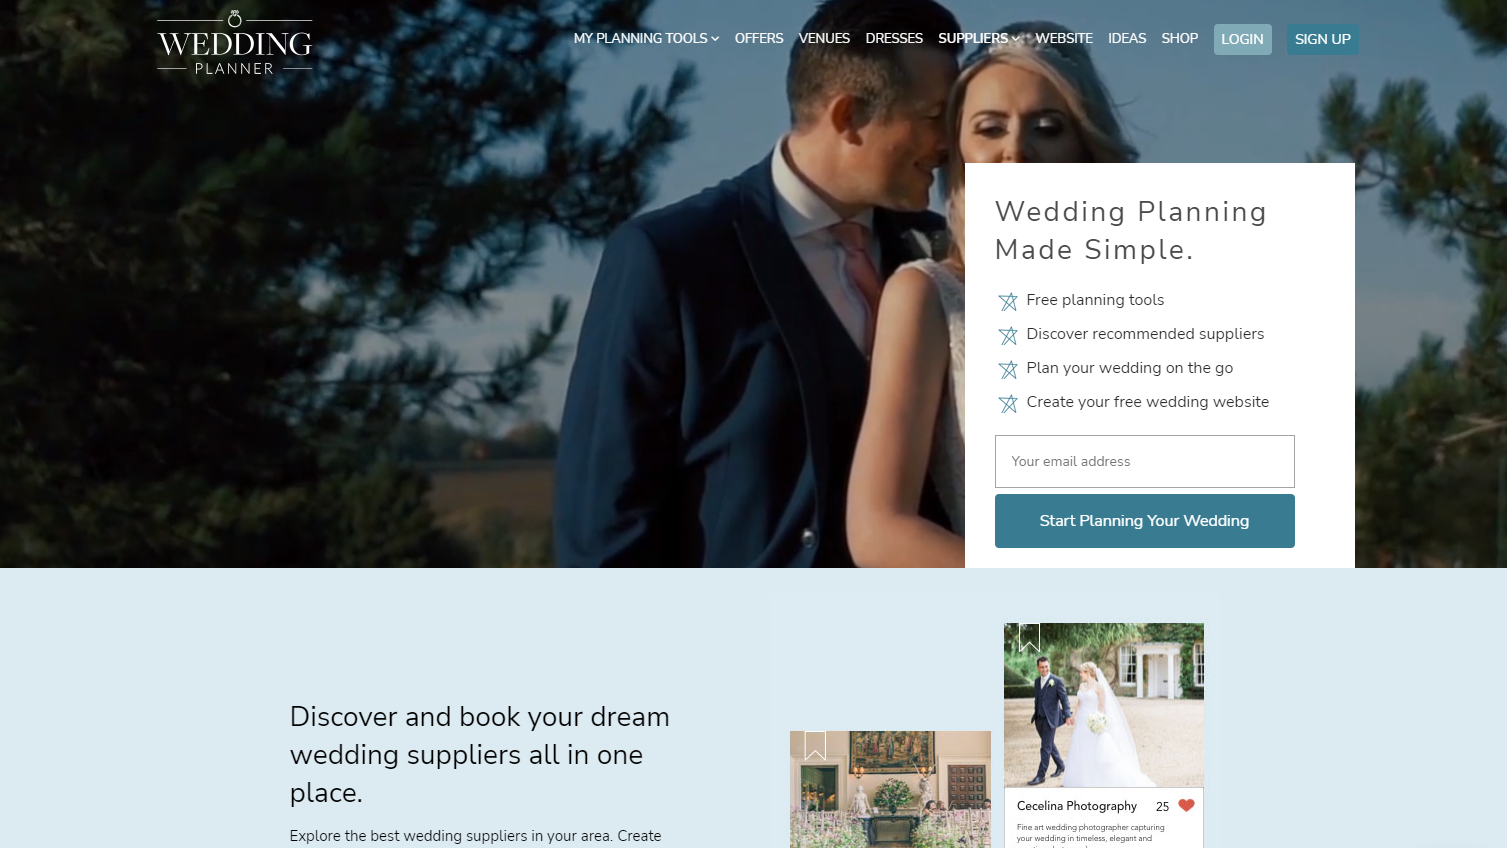 WEDDING
PLANNER
MY PLANNING TOOLS OFFERS VENUES DRESSES SUPPLIERS WEBSITE IDEAS SHOP LOGIN SIGN UP
Wedding Planning
Made Simple.
Free planning tools
Discover recommended suppliers
Plan your wedding on the go
Create your free wedding website
Your email address
Start Planning Your Wedding
Discover and book your dream
wedding suppliers all in one
place.
Explore the best wedding suppliers in your area. Create
Cecelina Photography 25
Fine art wedding photographer capturing
your wedding in timeless, elegant and